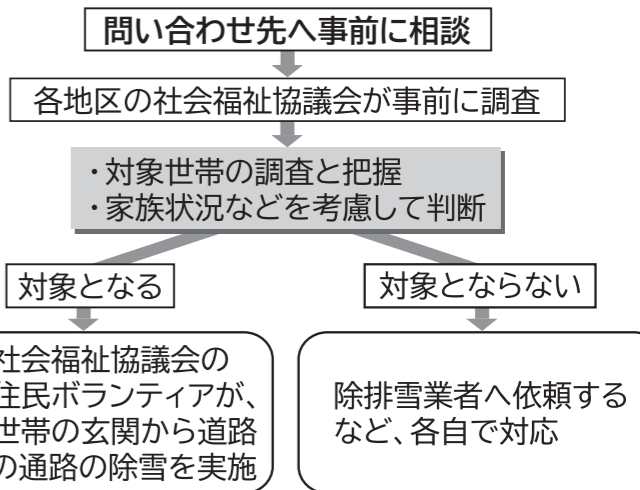 問い合わせ先へ事前に相談
各地区の社会福祉協議会が事前に調査
・対象世帯の調査と把握
・家族状況などを考慮して判断
対象となる
対象とならない
社会福祉協議会の
住民ボランティアが、
世帯の玄関から道路
の通路の除雪を実施
除排雪業者へ依頼する
など、各自で対応